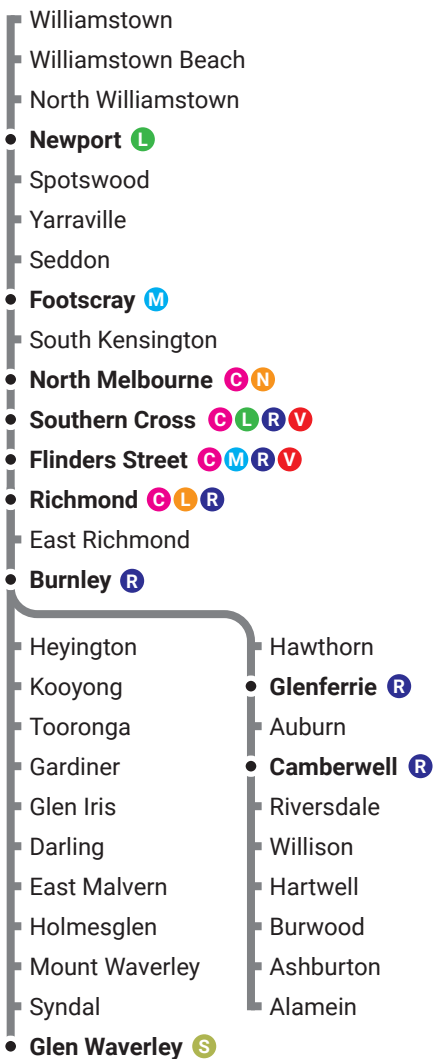 Williamstown
Williamstown Beach
North Williamstown
Newport L
Spotswood
Yarraville
Seddon
Footscray M
South Kensington
North Melbourne C N
Southern Cross C L R V
Flinders Street C M R V
Richmond C L R
East Richmond
Burnley R
Heyington
Kooyong
Tooronga
Gardiner
Glen Iris
Darling
East Malvern
Holmesglen
Mount Waverley
Syndal
Glen Waverley S
Hawthorn
Glenferrie R
Auburn
Camberwell R
Riversdale
Willison
Hartwell
Burwood
Ashburton
Alamein